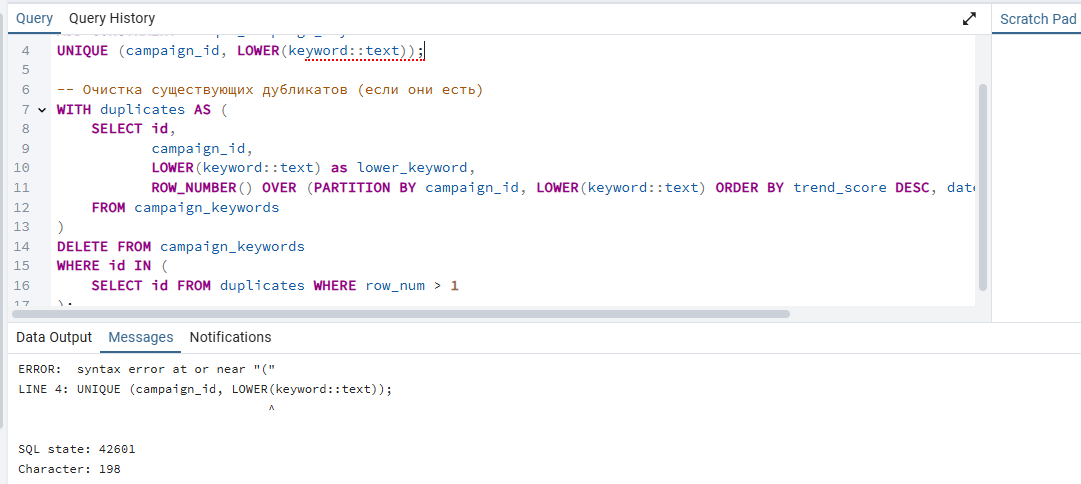 Query Query History
Scratch Pad
4 UNIQUE (campaign_id, LOWER(keyword::text));
5
6 -- Очистка существующих дубликатов (если они есть)
7 WITH duplicates AS (
8 SELECT id,
9 campaign_id,
10 LOWER(keyword::text) as lower_keyword,
11 ROW_NUMBER() OVER (PARTITION BY campaign_id, LOWER(keyword::text) ORDER BY trend_score DESC,
12 FROM campaign_keywords
13 )
14 DELETE FROM campaign_keywords
15 WHERE id IN (
16 SELECT id FROM duplicates WHERE row_num > 1
17 );
Data Output Messages Notifications
ERROR: syntax error at or near "("
LINE 4: UNIQUE (campaign_id, LOWER(keyword::text));
^
SQL state: 42601
Character: 198